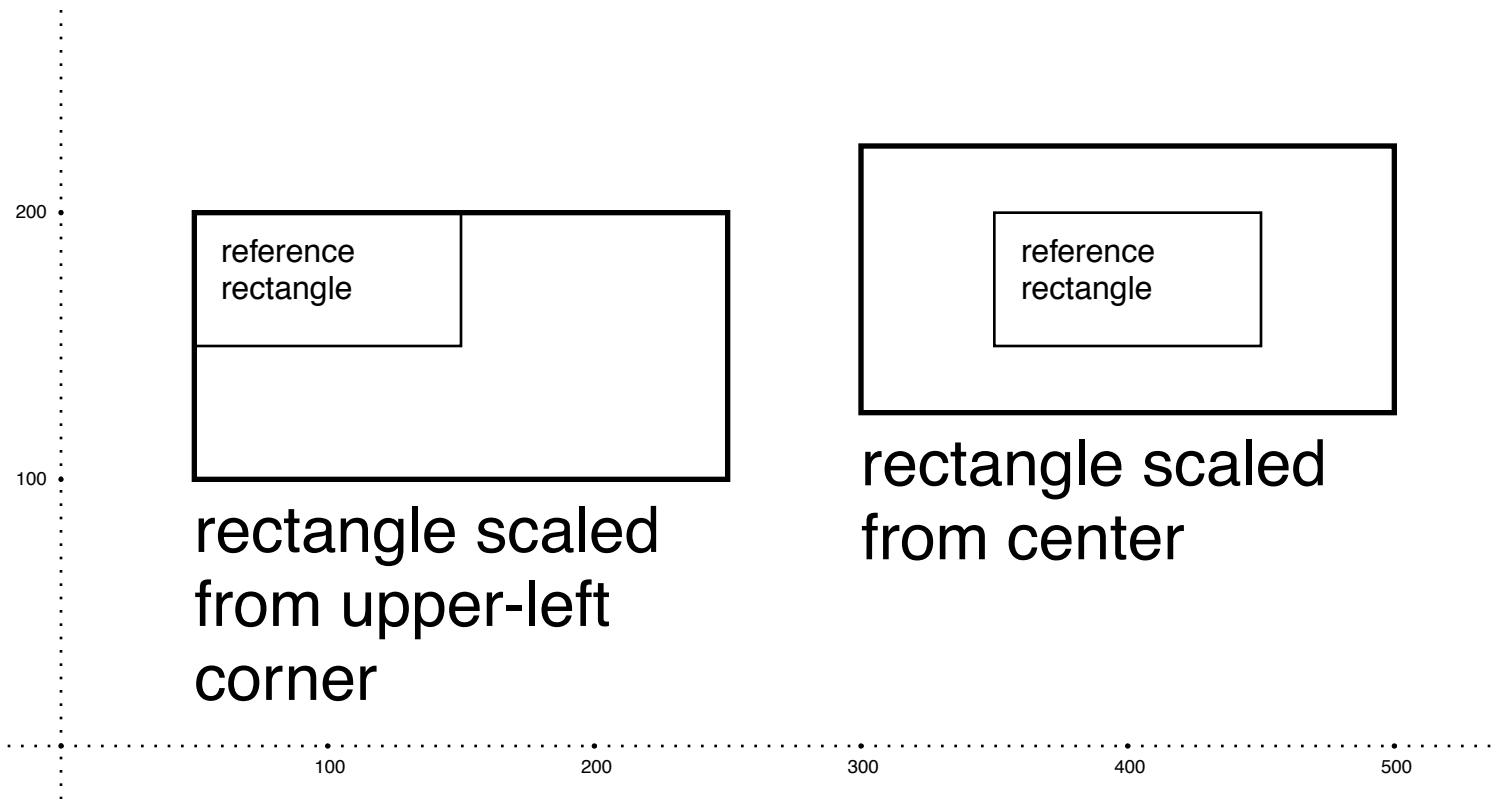 200
reference
rectangle
reference
rectangle
100
rectangle scaled
from upper-left
corner
rectangle scaled
from center
100
200
300
400
500